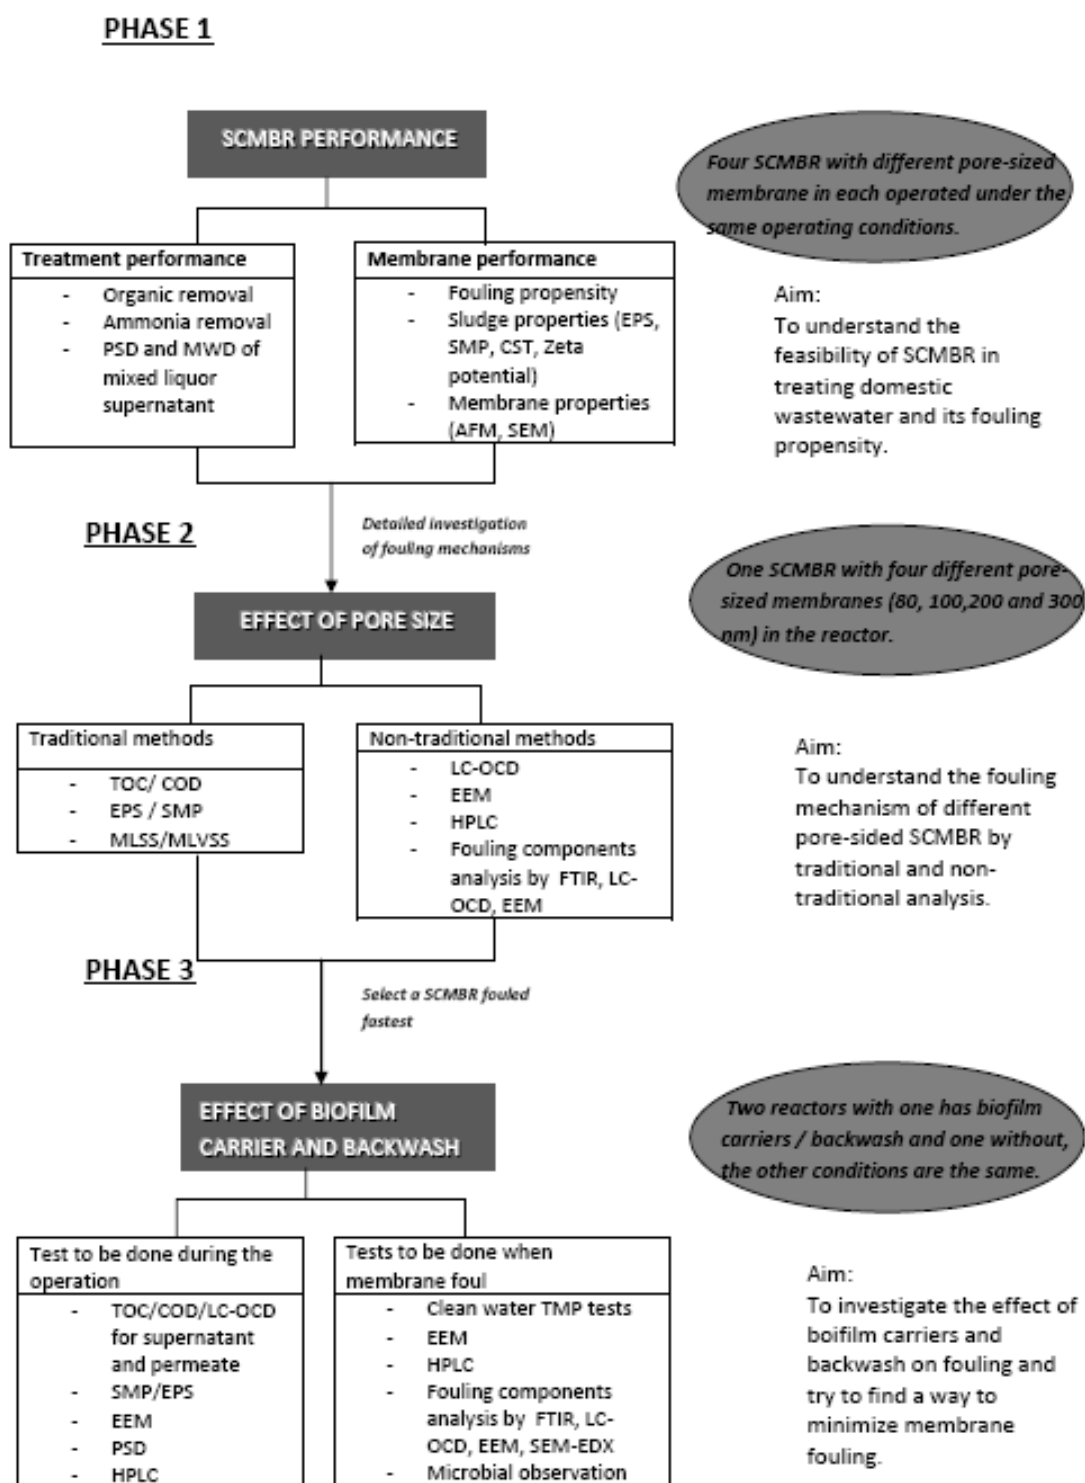 PHASE 1
SCMBR PERFORMANCE
Four SCMBR with different pore-sized
membrane in each operated under the
same operating conditions.
Treatment performance
- Organic removal
- Ammonia removal
- PSD and MWD of
mixed liquor
supernatant
Membrane performance
- Fouling propensity
- Sludge properties (EPS,
SMP, CST, Zeta
potential)
- Membrane properties
(AFM, SEM)
Aim:
To understand the
feasibility of SCMBR in
treating domestic
wastewater and its fouling
propensity.
Detailed investigation
of fouling mechanisms
PHASE 2
EFFECT OF PORE SIZE
One SCMBR with four different pore-
sized membranes (80, 100,200 and 300
nm) in the reactor.
Traditional methods
- TOC/ COD
- EPS / SMP
- MLSS/MLVSS
Non-traditional methods
- LC-OCD
- EEM
- HPLC
- Fouling components
analysis by FTIR, LC-
OCD, EEM
Aim:
To understand the fouling
mechanism of different
pore-sided SCMBR by
traditional and non-
traditional analysis.
PHASE 3
Select a SCMBR fouled
fastest
EFFECT OF BIOFILM
CARRIER AND BACKWASH
Two reactors with one has biofilm
carriers / backwash and one without,
the other conditions are the same.
Test to be done during the
operation
- TOC/COD/LC-OCD
for supernatant
and permeate
- SMP/EPS
- EEM
- PSD
- HPLC
Tests to be done when
membrane foul
- Clean water TMP tests
- EEM
- HPLC
- Fouling components
analysis by FTIR, LC-
OCD, EEM, SEM-EDX
- Microbial observation
Aim:
To investigate the effect of
boifilm carriers and
backwash on fouling and
try to find a way to
minimize membrane
fouling.